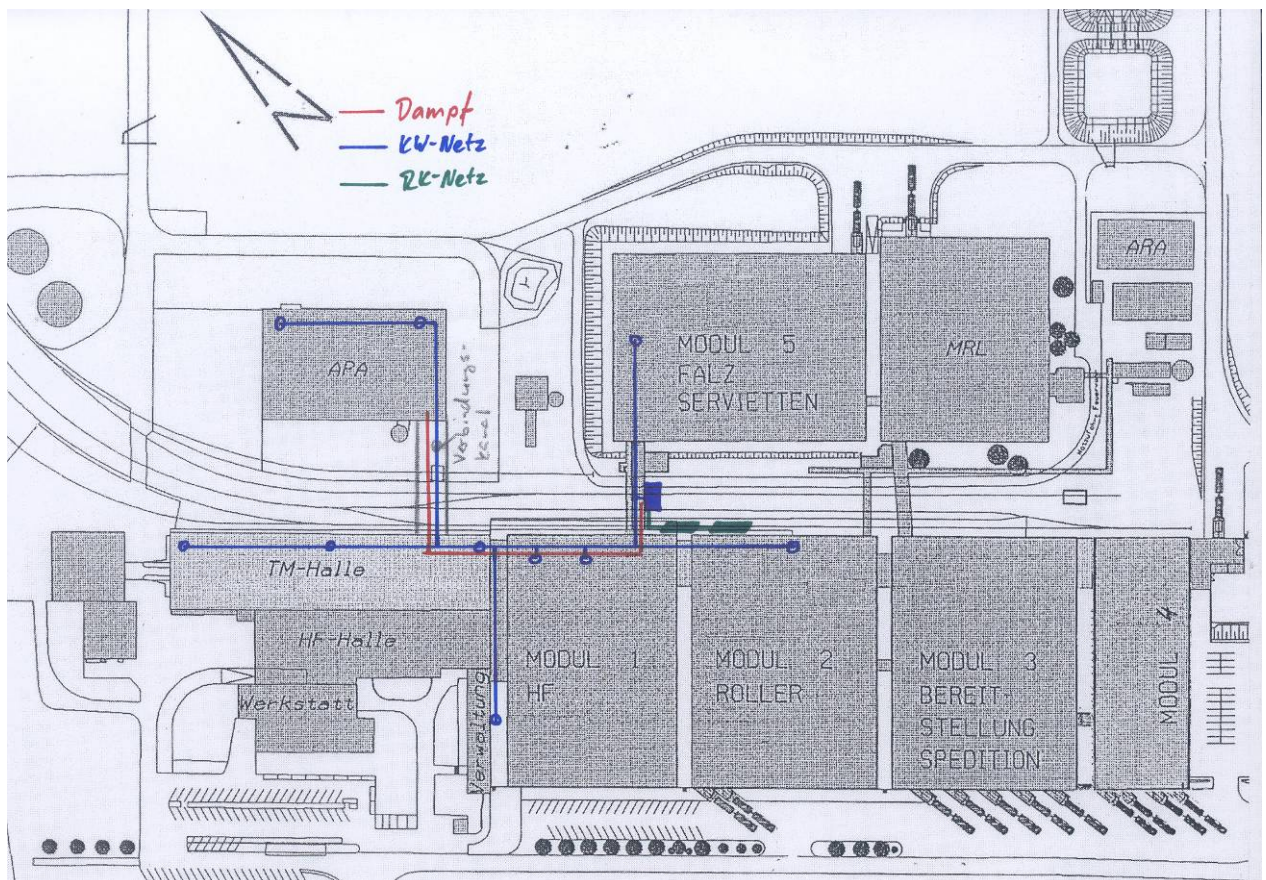 Dampf
KW-Netz
RK-Netz
ARA
APA
Verbindungs-
kanal
MODUL 5
FALZ
SERVIETTEN
MRL
TM-Halle
HF-Halle
Werkstatt
Verwaltung
MODUL 1
HF
MODUL 2
ROLLER
MODUL 3
BEREIT-
STELLUNG
SPEDITION
MODUL 4